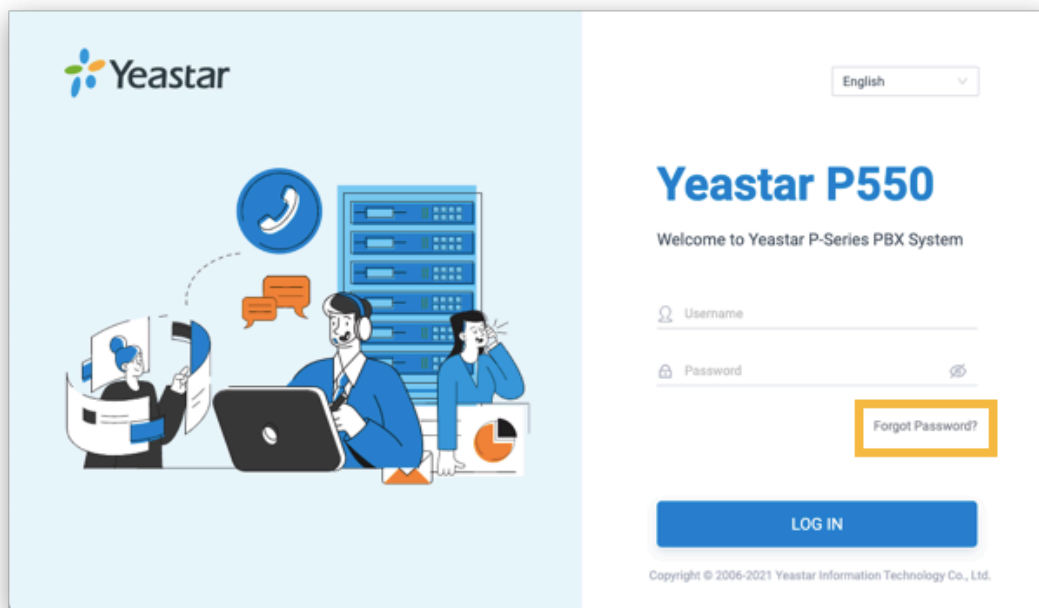 Yeastar
English
Yeastar P550
Welcome to Yeastar P-Series PBX System
Username
Password
Forgot Password?
LOG IN
Copyright © 2006-2021 Yeastar Information Technology Co., Ltd.